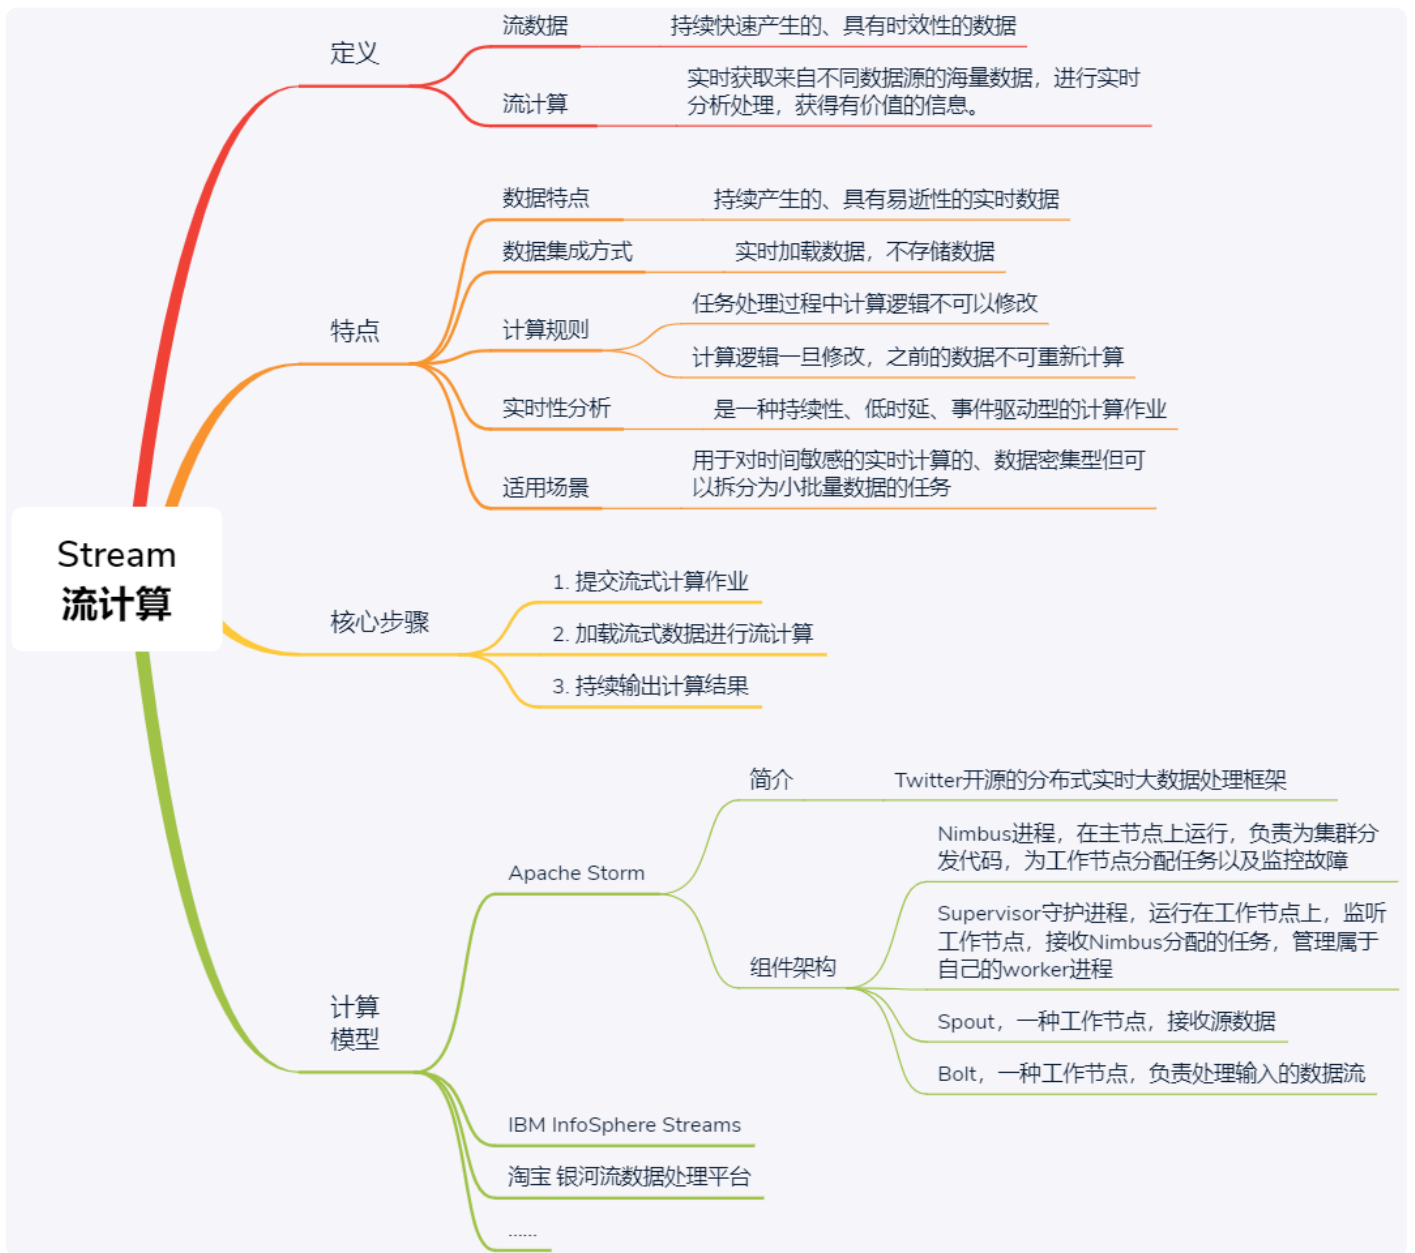 Stream
流计算
定义
流数据
持续快速产生的、具有时效性的数据
流计算
实时获取来自不同数据源的海量数据，进行实时
分析处理，获得有价值的信息。
特点
数据特点
持续产生的、具有易逝性的实时数据
数据集成方式
实时加载数据，不存储数据
计算规则
任务处理过程中计算逻辑不可以修改
计算逻辑一旦修改，之前的数据不可重新计算
实时性分析
是一种持续性、低时延、事件驱动型的计算作业
适用场景
用于对时间敏感的实时计算的、数据密集型但可
以拆分为小批量数据的任务
核心步骤
1. 提交流式计算作业
2. 加载流式数据进行流计算
3. 持续输出计算结果
计算
模型
Apache Storm
简介
Twitter开源的分布式实时大数据处理框架
组件架构
Nimbus进程，在主节点上运行，负责为集群分
发代码，为工作节点分配任务以及监控故障
Supervisor守护进程，运行在工作节点上，监听
工作节点，接收Nimbus分配的任务，管理属于
自己的worker进程
Spout，一种工作节点，接收源数据
Bolt，一种工作节点，负责处理输入的数据流
IBM InfoSphere Streams
淘宝 银河流数据处理平台
......